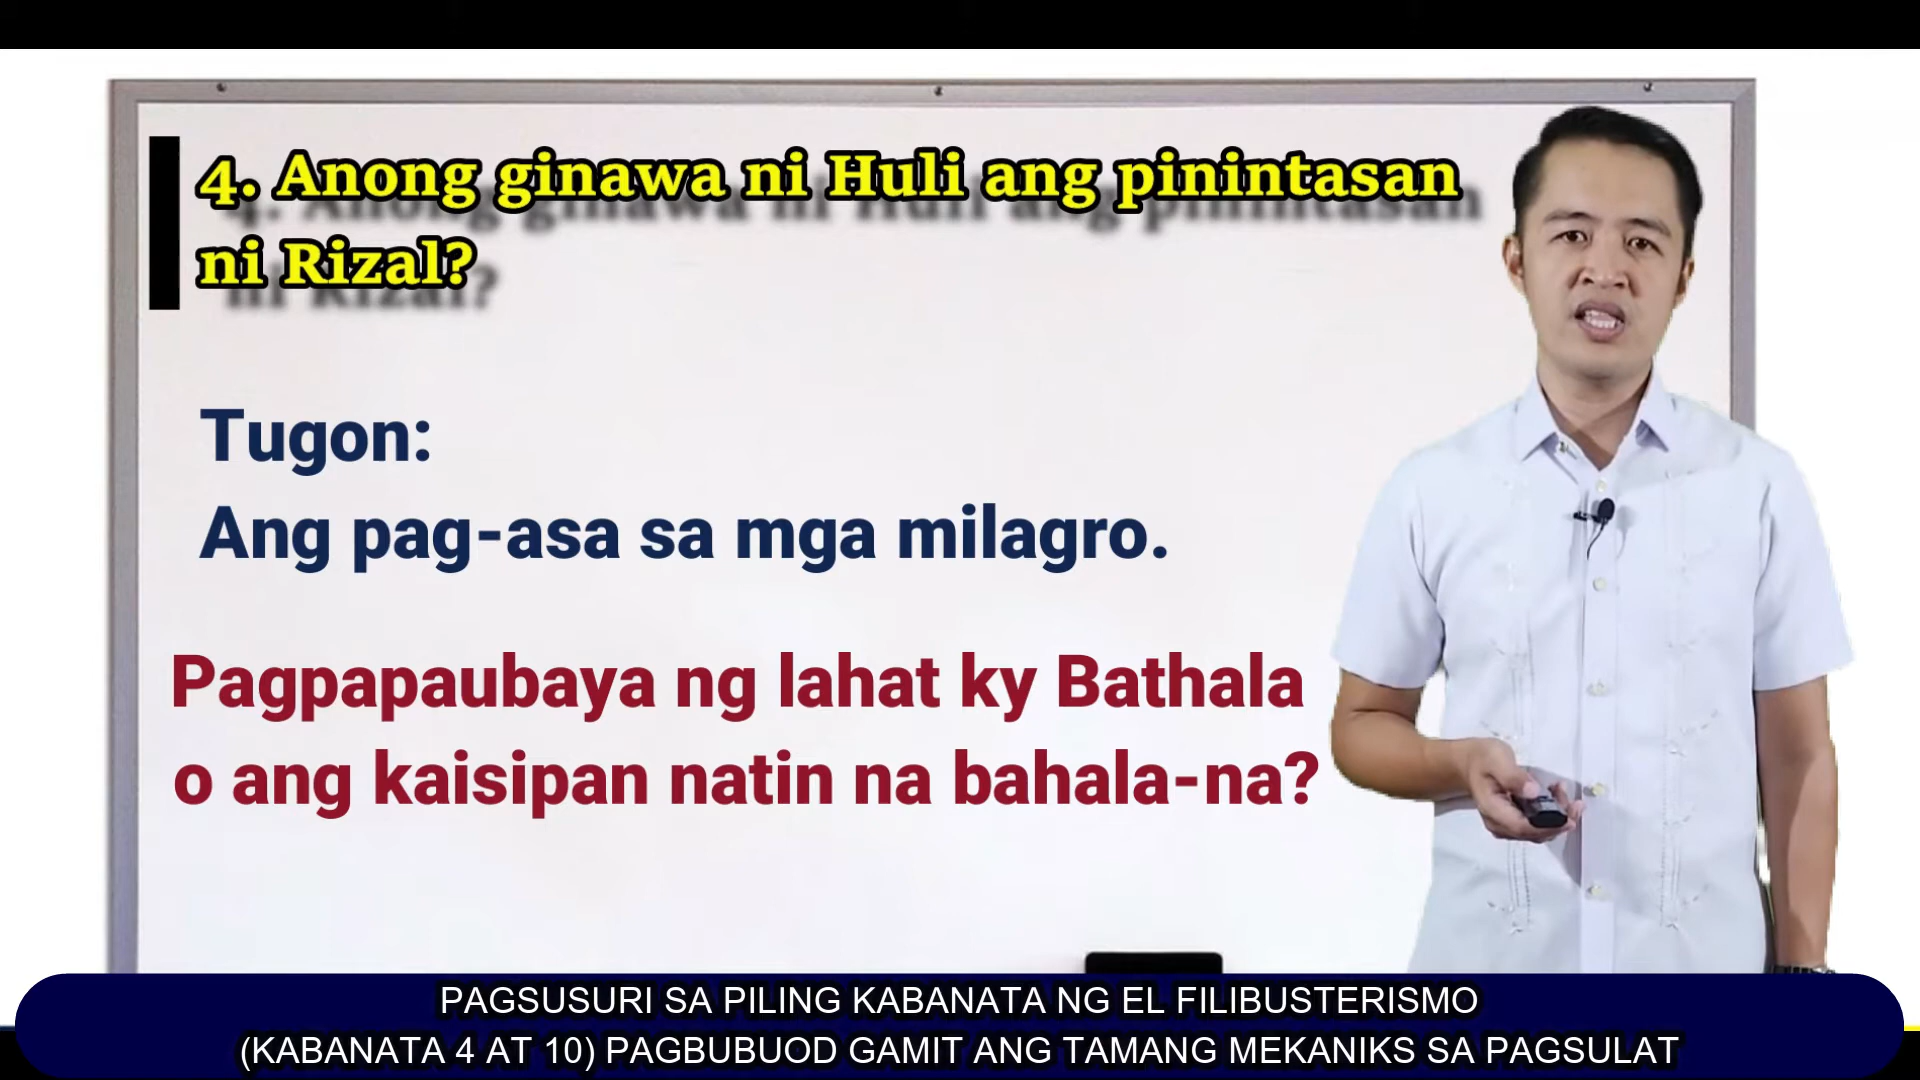 4. Anong ginawa ni Huli ang pinintasan
ni Rizal?
Tugon:
Ang pag-asa sa mga milagro.
Pagpapaubaya ng lahat ky Bathala
o ang kaisipan natin na bahala-na?
PAGSUSURI SA PILING KABANATA NG EL FILIBUSTERISMO
(KABANATA 4 AT 10) PAGBUBUOD GAMIT ANG TAMANG MEKANIKS SA PAGSULAT